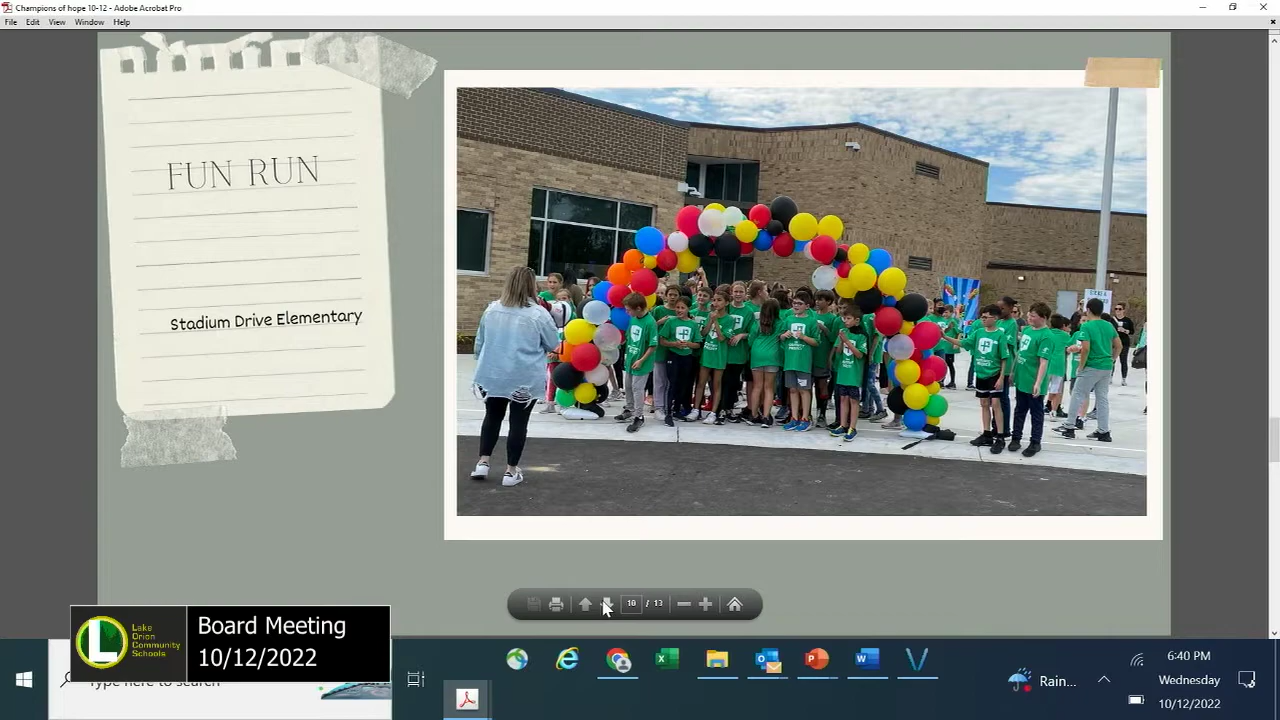 Champions of hope 10-12 - Adobe Acrobat Pro
File Edit View Window Help
FUN RUN
Stadium Drive Elementary
10 / 13
Lake
Orion
Community
Schools
Board Meeting
10/12/2022
Type here to search
Rain...
6:40 PM
Wednesday
10/12/2022